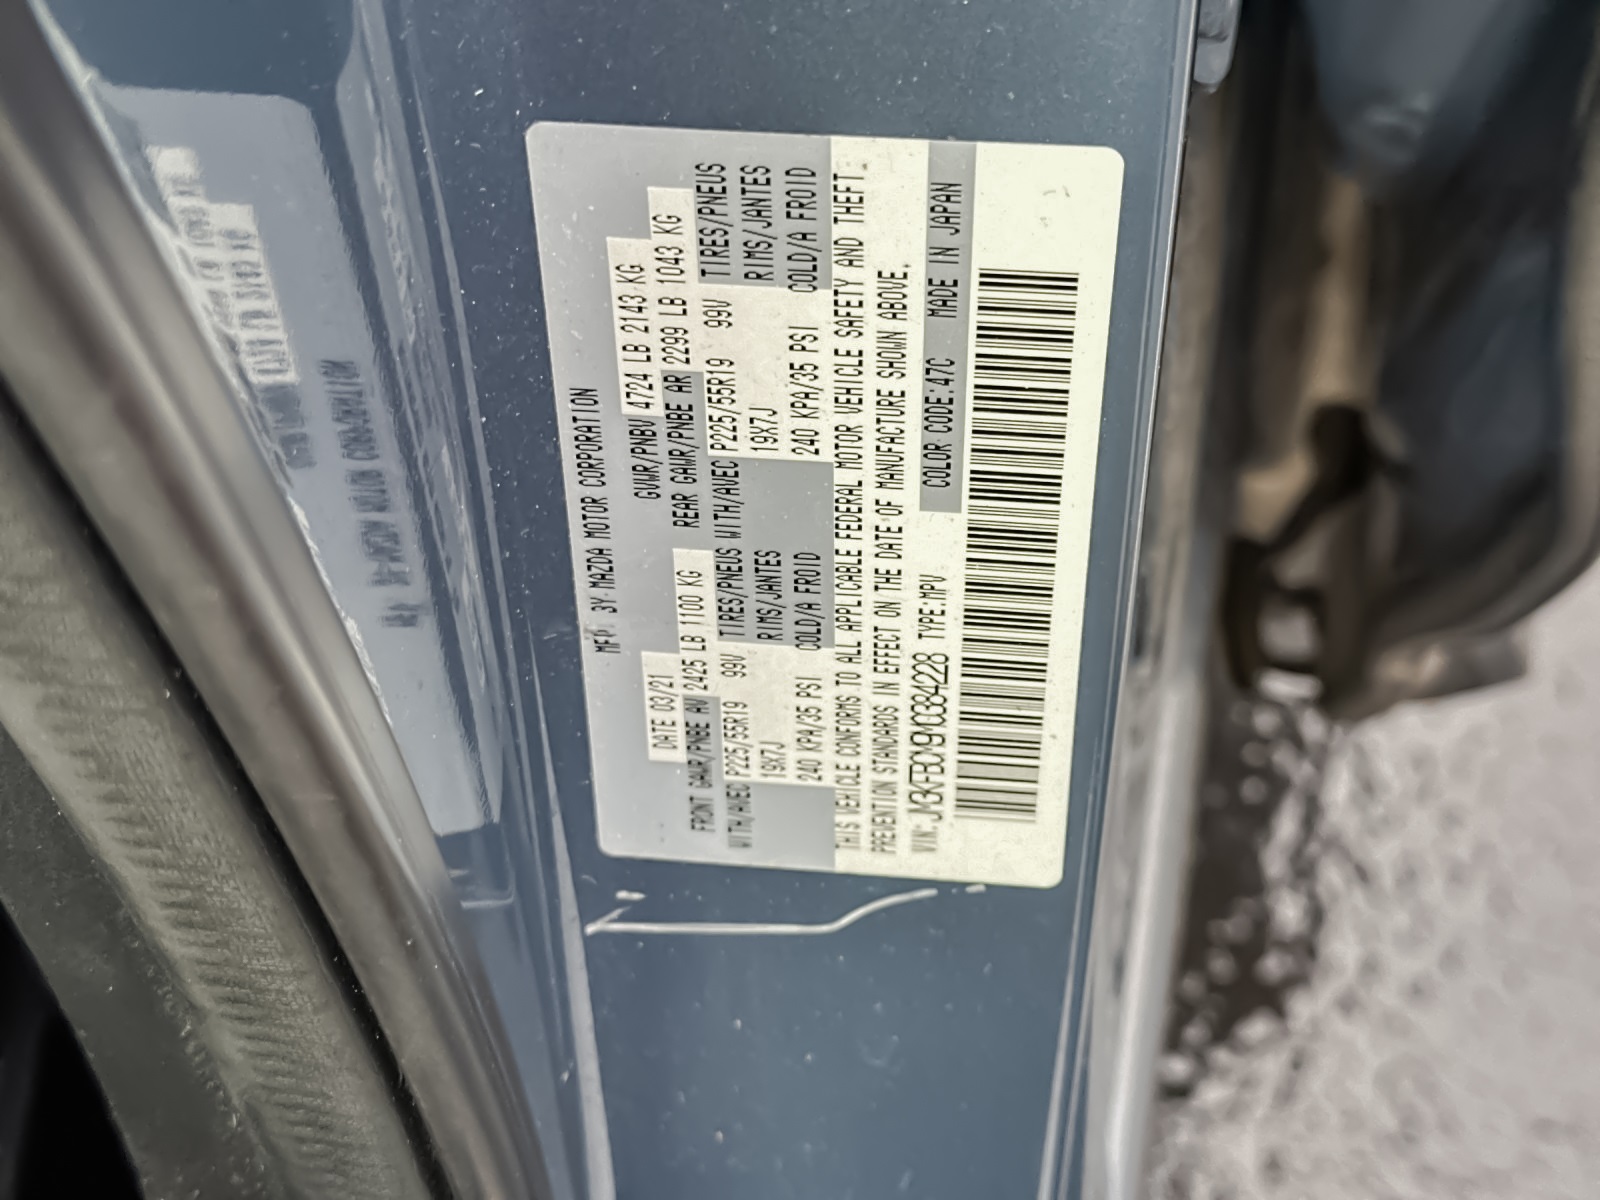 MFD. BY MAZDA MOTOR CORPORATION
DATE 03/21 GVWR/PNBV 4724 LB 2143 KG
FRONT GAWR/PNBE AV 2425 LB 1100 KG REAR GAWR/PNBE AR 2299 LB 1043 KG
WITH/AVEC P225/55R19 99V TIRES/PNEUS WITH/AVEC P225/55R19 99V TIRES/PNEUS
19X7J RIMS/JANTES 19X7J RIMS/JANTES
240 KPA/35 PSI COLD/A FROID 240 KPA/35 PSI COLD/A FROID
THIS VEHICLE CONFORMS TO ALL APPLICABLE FEDERAL MOTOR VEHICLE SAFETY AND THEFT
PREVENTION STANDARDS IN EFFECT ON THE DATE OF MANUFACTURE SHOWN ABOVE.
VIN: JM3KFBCM9M0384228 TYPE:MPV COLOR CODE:47C MADE IN JAPAN